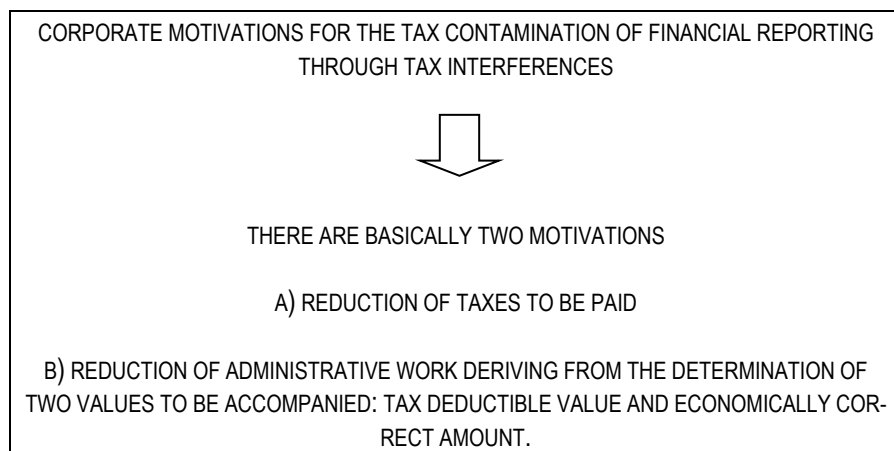 CORPORATE MOTIVATIONS FOR THE TAX CONTAMINATION OF FINANCIAL REPORTING
THROUGH TAX INTERFERENCES
THERE ARE BASICALLY TWO MOTIVATIONS
A) REDUCTION OF TAXES TO BE PAID
B) REDUCTION OF ADMINISTRATIVE WORK DERIVING FROM THE DETERMINATION OF
TWO VALUES TO BE ACCOMPANIED: TAX DEDUCTIBLE VALUE AND ECONOMICALLY COR-
RECT AMOUNT.